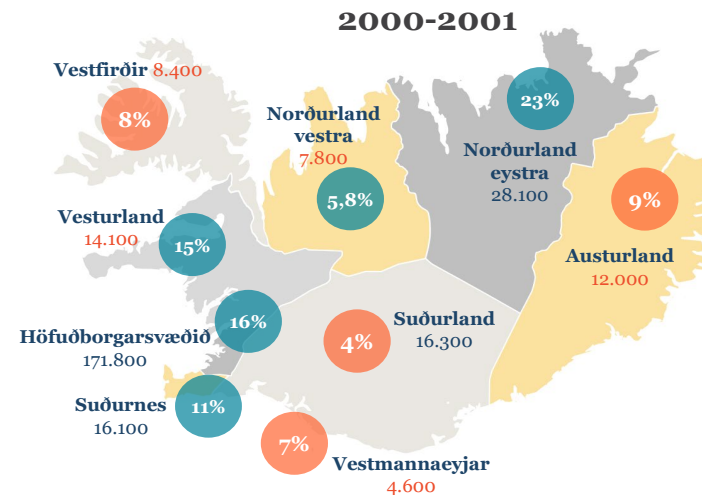 2000-2001
Vestfirðir 8.400
8%
Norðurland
vestra
7.800
5,8%
23%
Norðurland
eystra
28.100
9%
Austurland
12.000
Vesturland
14.100
15%
16%
Höfuðborgarsvæðið
171.800
4%
Suðurland
16.300
Suðurnes
16.100
11%
7%
Vestmannaeyjar
4.600